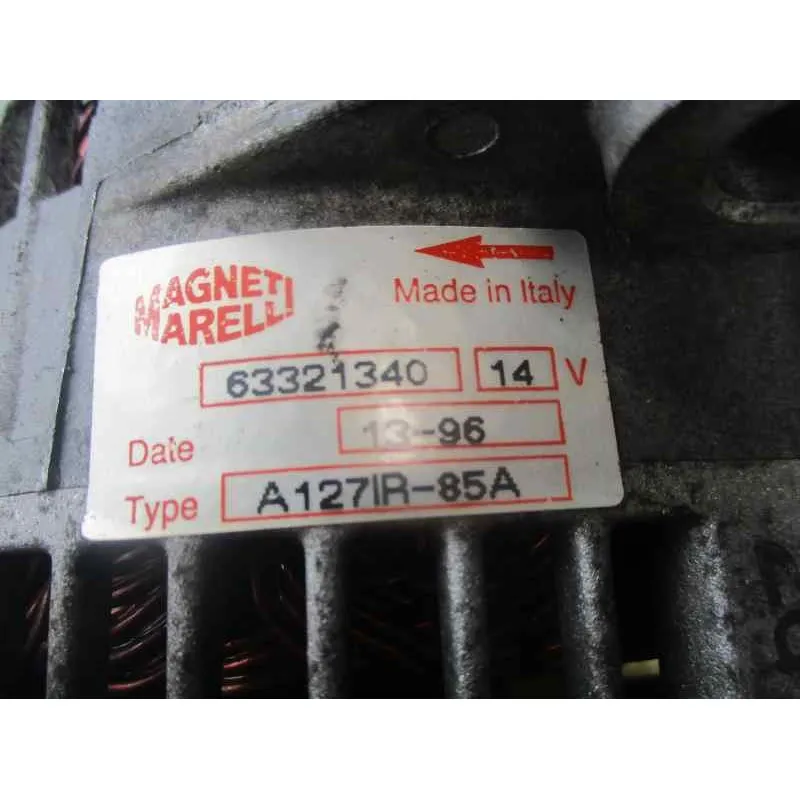 MAGNETI
MARELLI
Made in Italy
63321340 14 V
Date 13-96
Type A127IR-85A